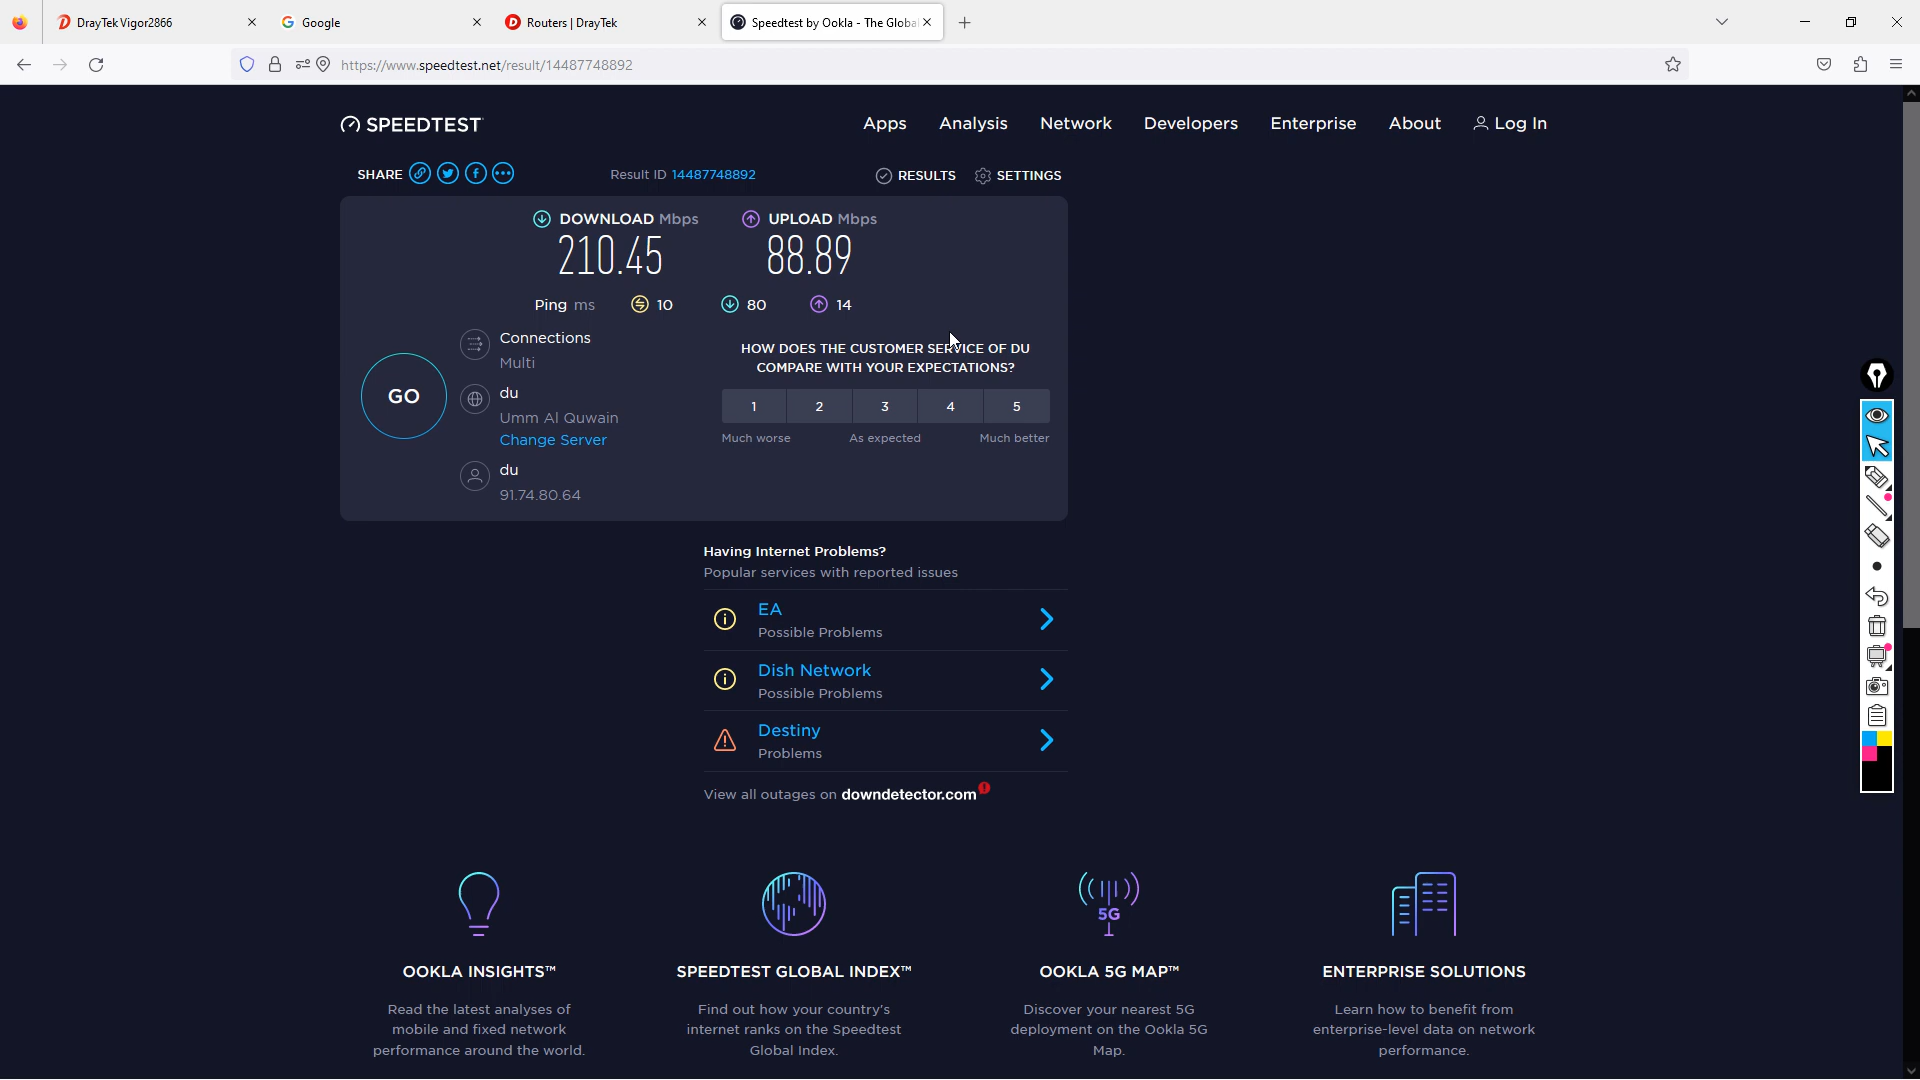 DrayTek Vigor2866
Google
Routers | DrayTek
Speedtest by Ookla - The Globa
https://www.speedtest.net/result/14487748892
SPEEDTEST
Apps
Analysis
Network
Developers
Enterprise
About
Log In
SHARE
Result ID 14487748892
RESULTS
SETTINGS
DOWNLOAD Mbps
UPLOAD Mbps
210.45
88.89
Ping ms
10
80
14
Connections
Multi
du
Umm Al Quwain
Change Server
du
91.74.80.64
GO
HOW DOES THE CUSTOMER SERVICE OF DU
COMPARE WITH YOUR EXPECTATIONS?
1
2
3
4
5
Much worse
As expected
Much better
Having Internet Problems?
Popular services with reported issues
EA
Possible Problems
Dish Network
Possible Problems
Destiny
Problems
View all outages on downdetector.com
5G
OOKLA INSIGHTS™
Read the latest analyses of
mobile and fixed network
performance around the world.
SPEEDTEST GLOBAL INDEX™
Find out how your country's
internet ranks on the Speedtest
Global Index.
OOKLA 5G MAP™
Discover your nearest 5G
deployment on the Ookla 5G
Map.
ENTERPRISE SOLUTIONS
Learn how to benefit from
enterprise-level data on network
performance.